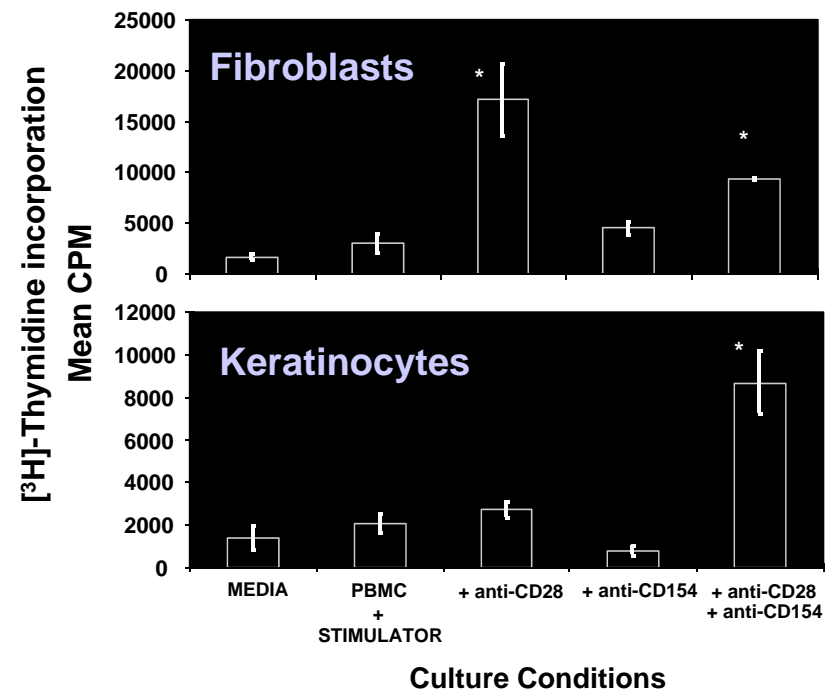 [³H]-Thymidine incorporation
Mean CPM
25000
20000
15000
10000
5000
0
Fibroblasts
*
*
12000
10000
8000
6000
4000
2000
0
Keratinocytes
*
MEDIA
PBMC
+
STIMULATOR
+ anti-CD28
+ anti-CD154
+ anti-CD28
+ anti-CD154
Culture Conditions